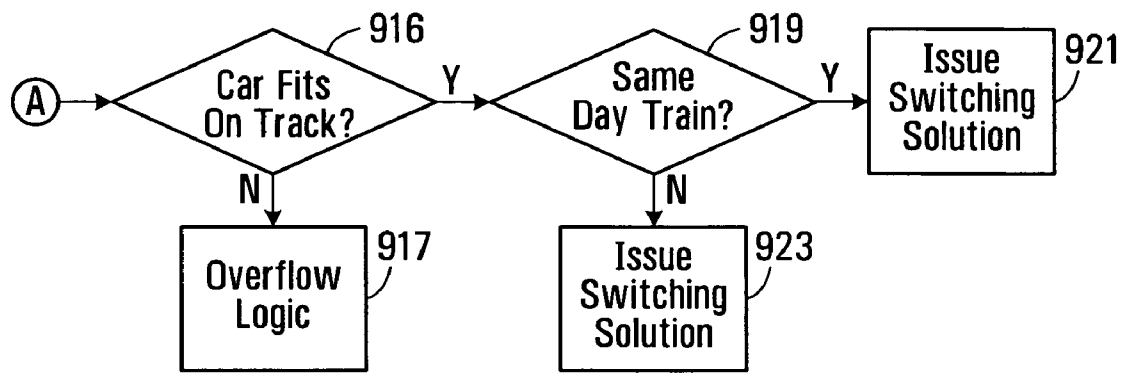 A
916
Car Fits
On Track?
Y
N
917
Overflow
Logic
919
Same
Day Train?
Y
N
921
Issue
Switching
Solution
923
Issue
Switching
Solution